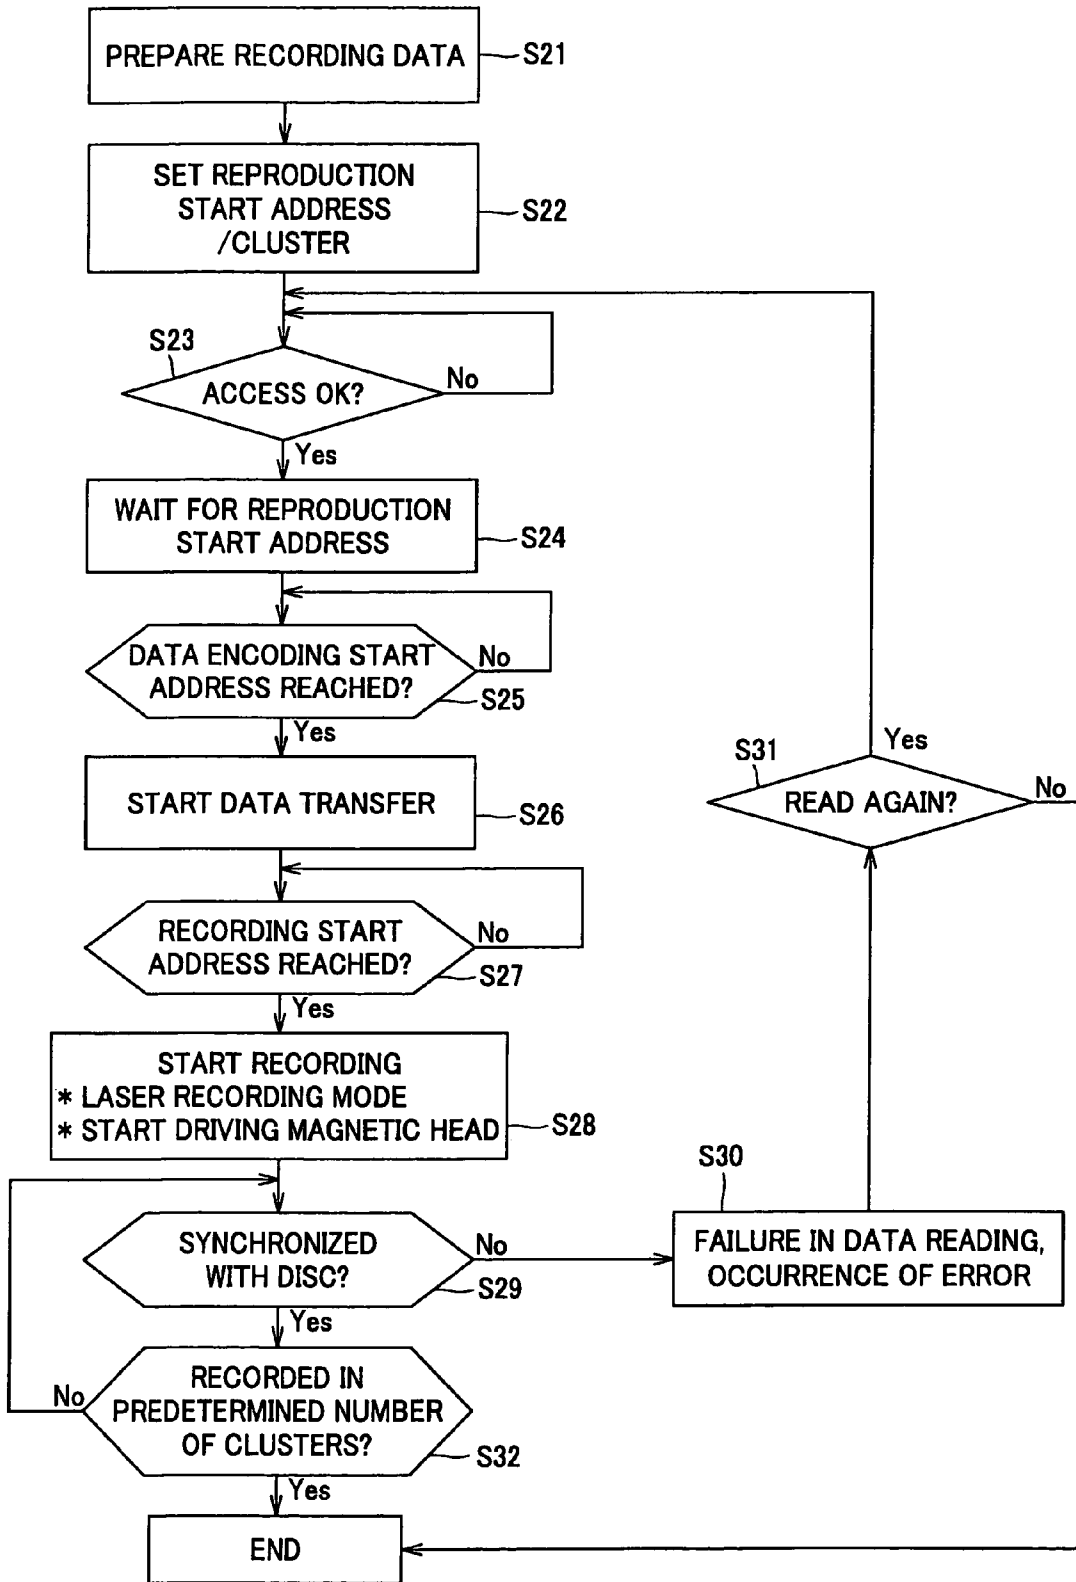 PREPARE RECORDING DATA
S21
SET REPRODUCTION
START ADDRESS
/CLUSTER
S22
S23
ACCESS OK?
No
Yes
WAIT FOR REPRODUCTION
START ADDRESS
S24
DATA ENCODING START
ADDRESS REACHED?
No
S25
Yes
START DATA TRANSFER
S26
RECORDING START
ADDRESS REACHED?
No
S27
Yes
START RECORDING
* LASER RECORDING MODE
* START DRIVING MAGNETIC HEAD
S28
SYNCHRONIZED
WITH DISC?
No
S29
Yes
S30
FAILURE IN DATA READING,
OCCURRENCE OF ERROR
S31
READ AGAIN?
Yes
No
RECORDED IN
PREDETERMINED NUMBER
OF CLUSTERS?
No
S32
Yes
END